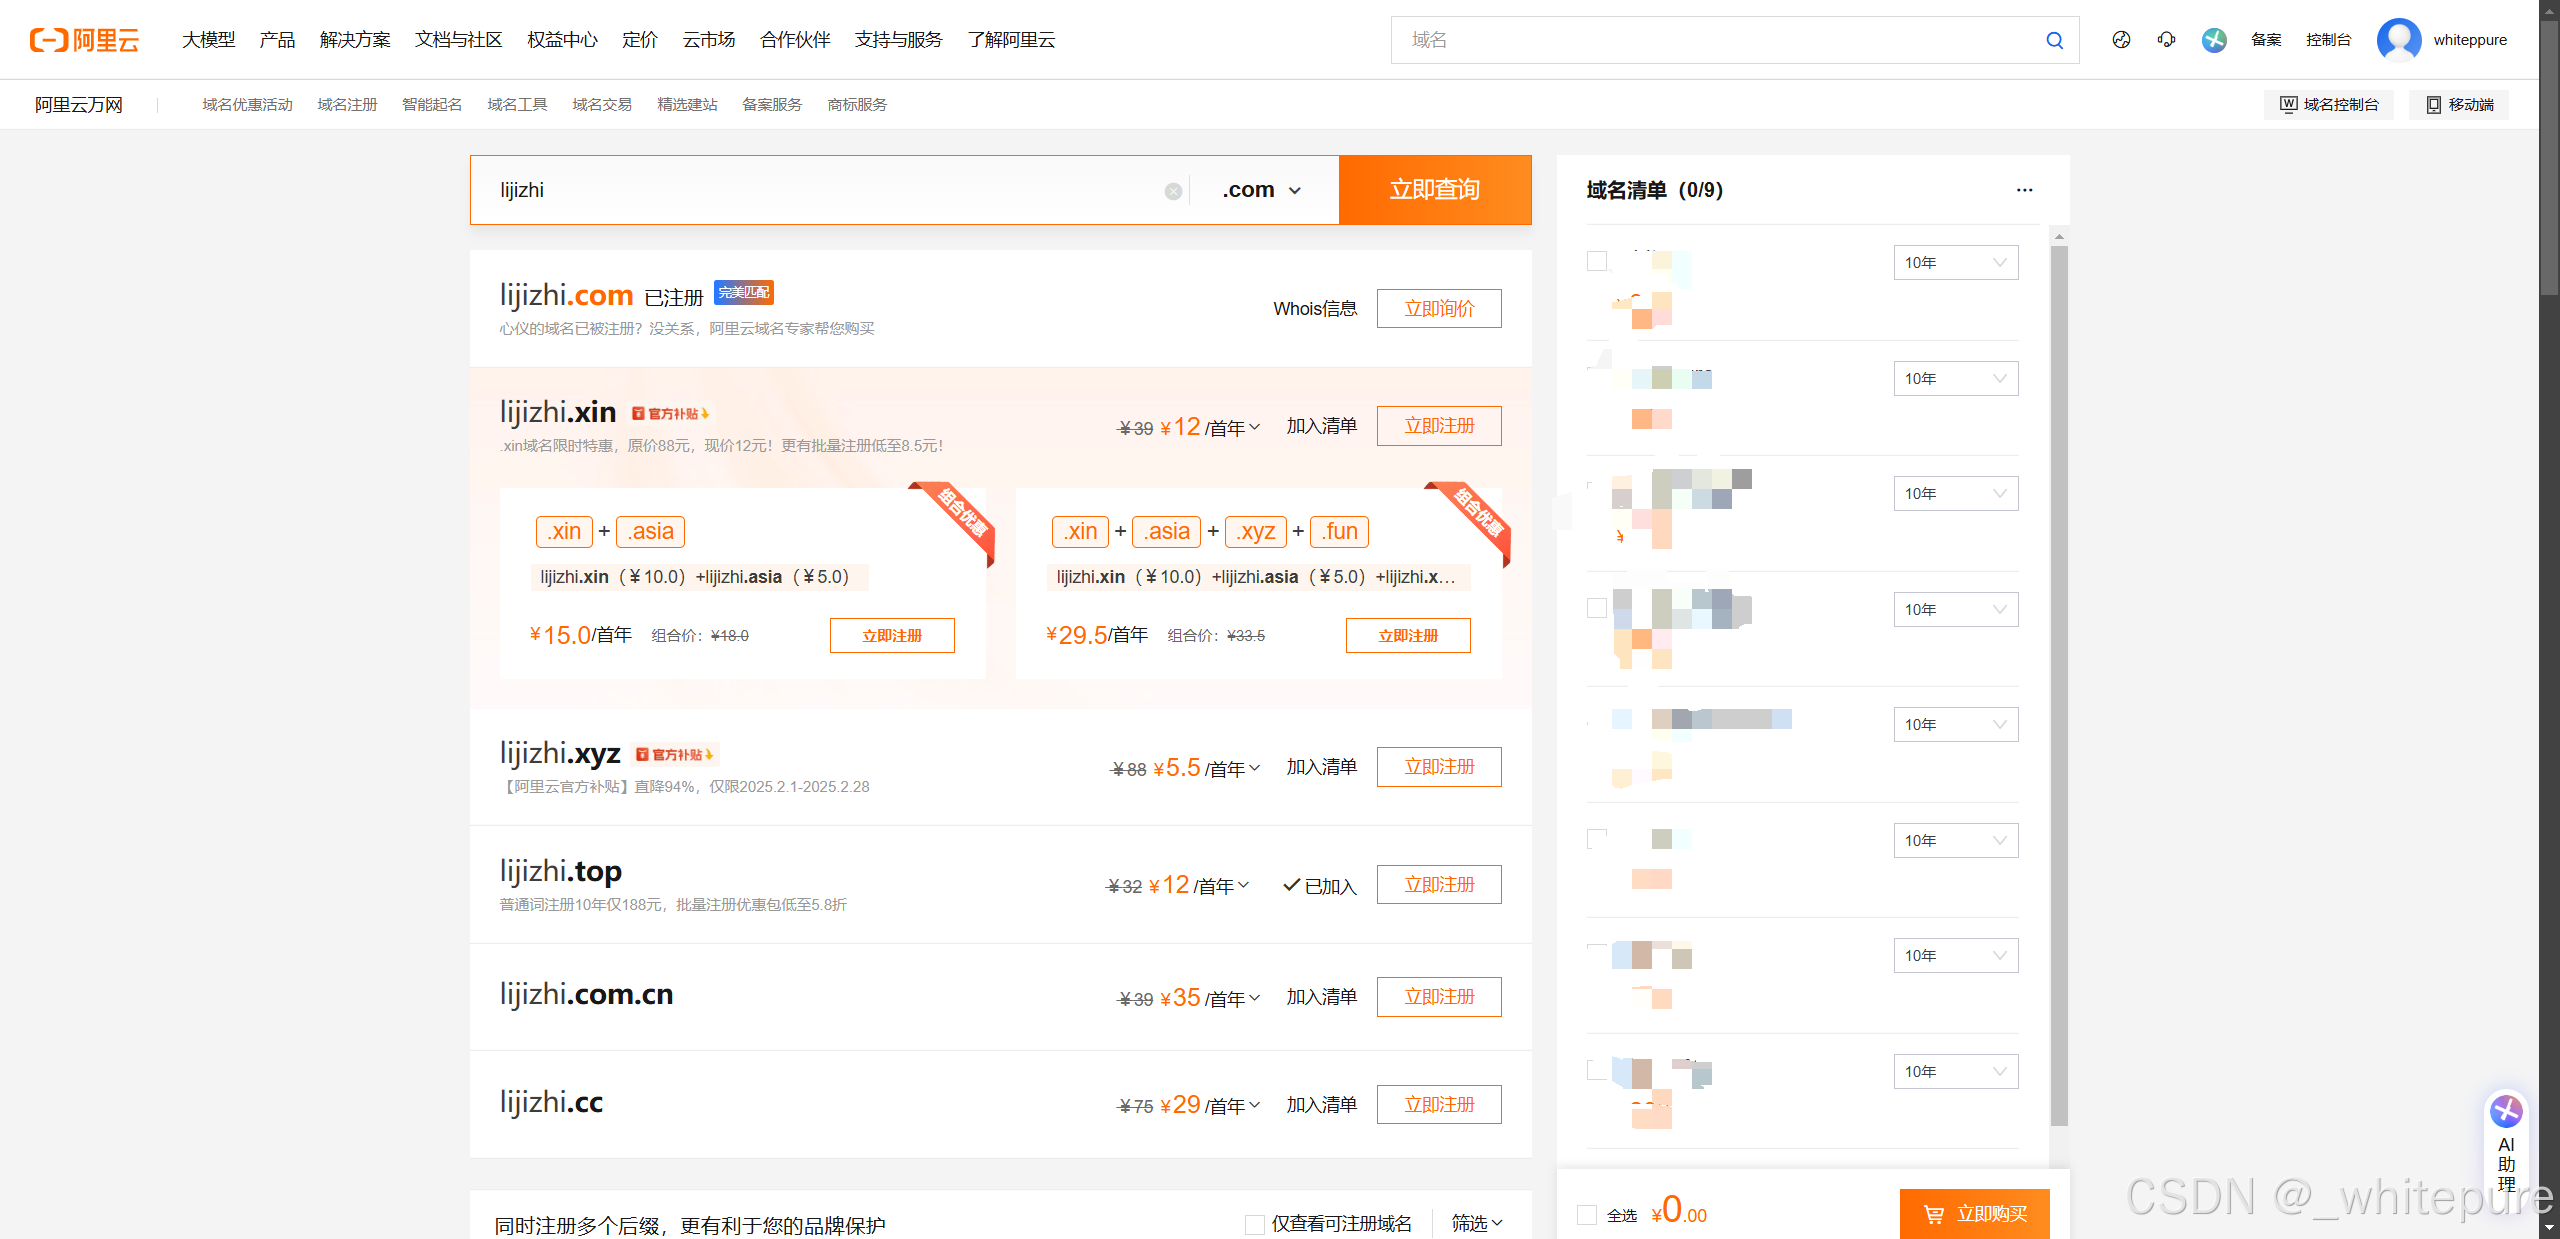 阿里云 大模型 产品 解决方案 文档与社区 权益中心 定价 云市场 合作伙伴 支持与服务 了解阿里云 域名 备案 控制台 whiteppure
阿里云万网 域名优惠活动 域名注册 智能起名 域名工具 域名交易 精选建站 备案服务 商标服务 域名控制台 移动端
lijizhi .com 立即查询
lijizhi.com 已注册 完美匹配
心仪的域名已被注册？没关系，阿里云域名专家帮您购买
Whois信息 立即询价
lijizhi.xin 官方补贴
.xin域名限时特惠，原价88元，现价12元！更有批量注册低至8.5元！
¥39 ¥12 /首年 加入清单 立即注册
组合优惠
.xin + .asia
lijizhi.xin（¥10.0）+lijizhi.asia（¥5.0）
¥15.0/首年 组合价：¥18.0 立即注册
组合优惠
.xin + .asia + .xyz + .fun
lijizhi.xin（¥10.0）+lijizhi.asia（¥5.0）+lijizhi.x...
¥29.5/首年 组合价：¥33.5 立即注册
lijizhi.xyz 官方补贴
【阿里云官方补贴】直降94%，仅限2025.2.1-2025.2.28
¥88 ¥5.5 /首年 加入清单 立即注册
lijizhi.top
普通词注册10年仅188元，批量注册优惠包低至5.8折
¥32 ¥12 /首年 已加入 立即注册
lijizhi.com.cn
¥39 ¥35 /首年 加入清单 立即注册
lijizhi.cc
¥75 ¥29 /首年 加入清单 立即注册
同时注册多个后缀，更有利于您的品牌保护 仅查看可注册域名 筛选
域名清单（0/9） ...
10年
10年
10年
¥
10年
10年
10年
10年
10年
全选 ¥0.00 立即购买
AI
助
理
CSDN @_whitepure